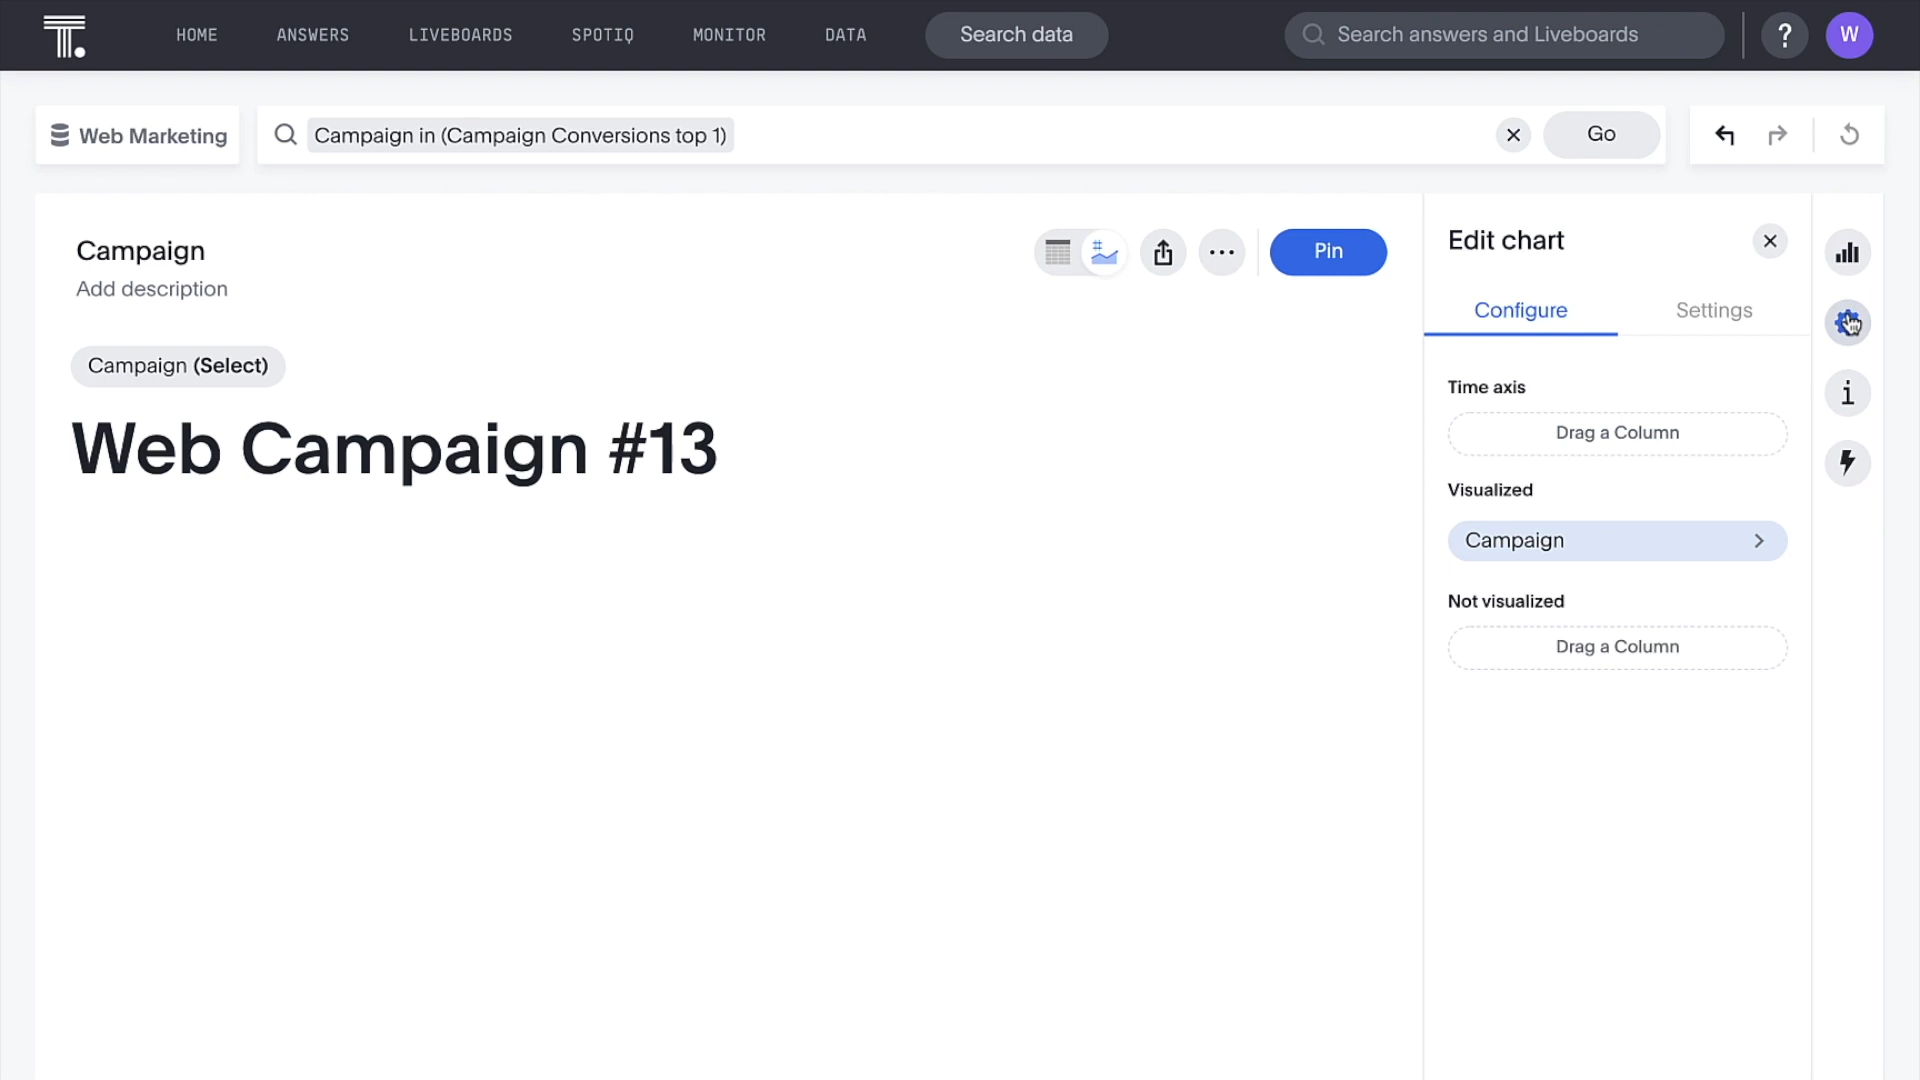 T.
HOME
ANSWERS
LIVEBOARDS
SPOTIQ
MONITOR
DATA
Search data
Search answers and Liveboards
?
W
Web Marketing
Campaign in (Campaign Conversions top 1)
Go
Campaign
Add description
Pin
Campaign (Select)
Web Campaign #13
Edit chart
Configure
Settings
Time axis
Drag a Column
Visualized
Campaign
Not visualized
Drag a Column